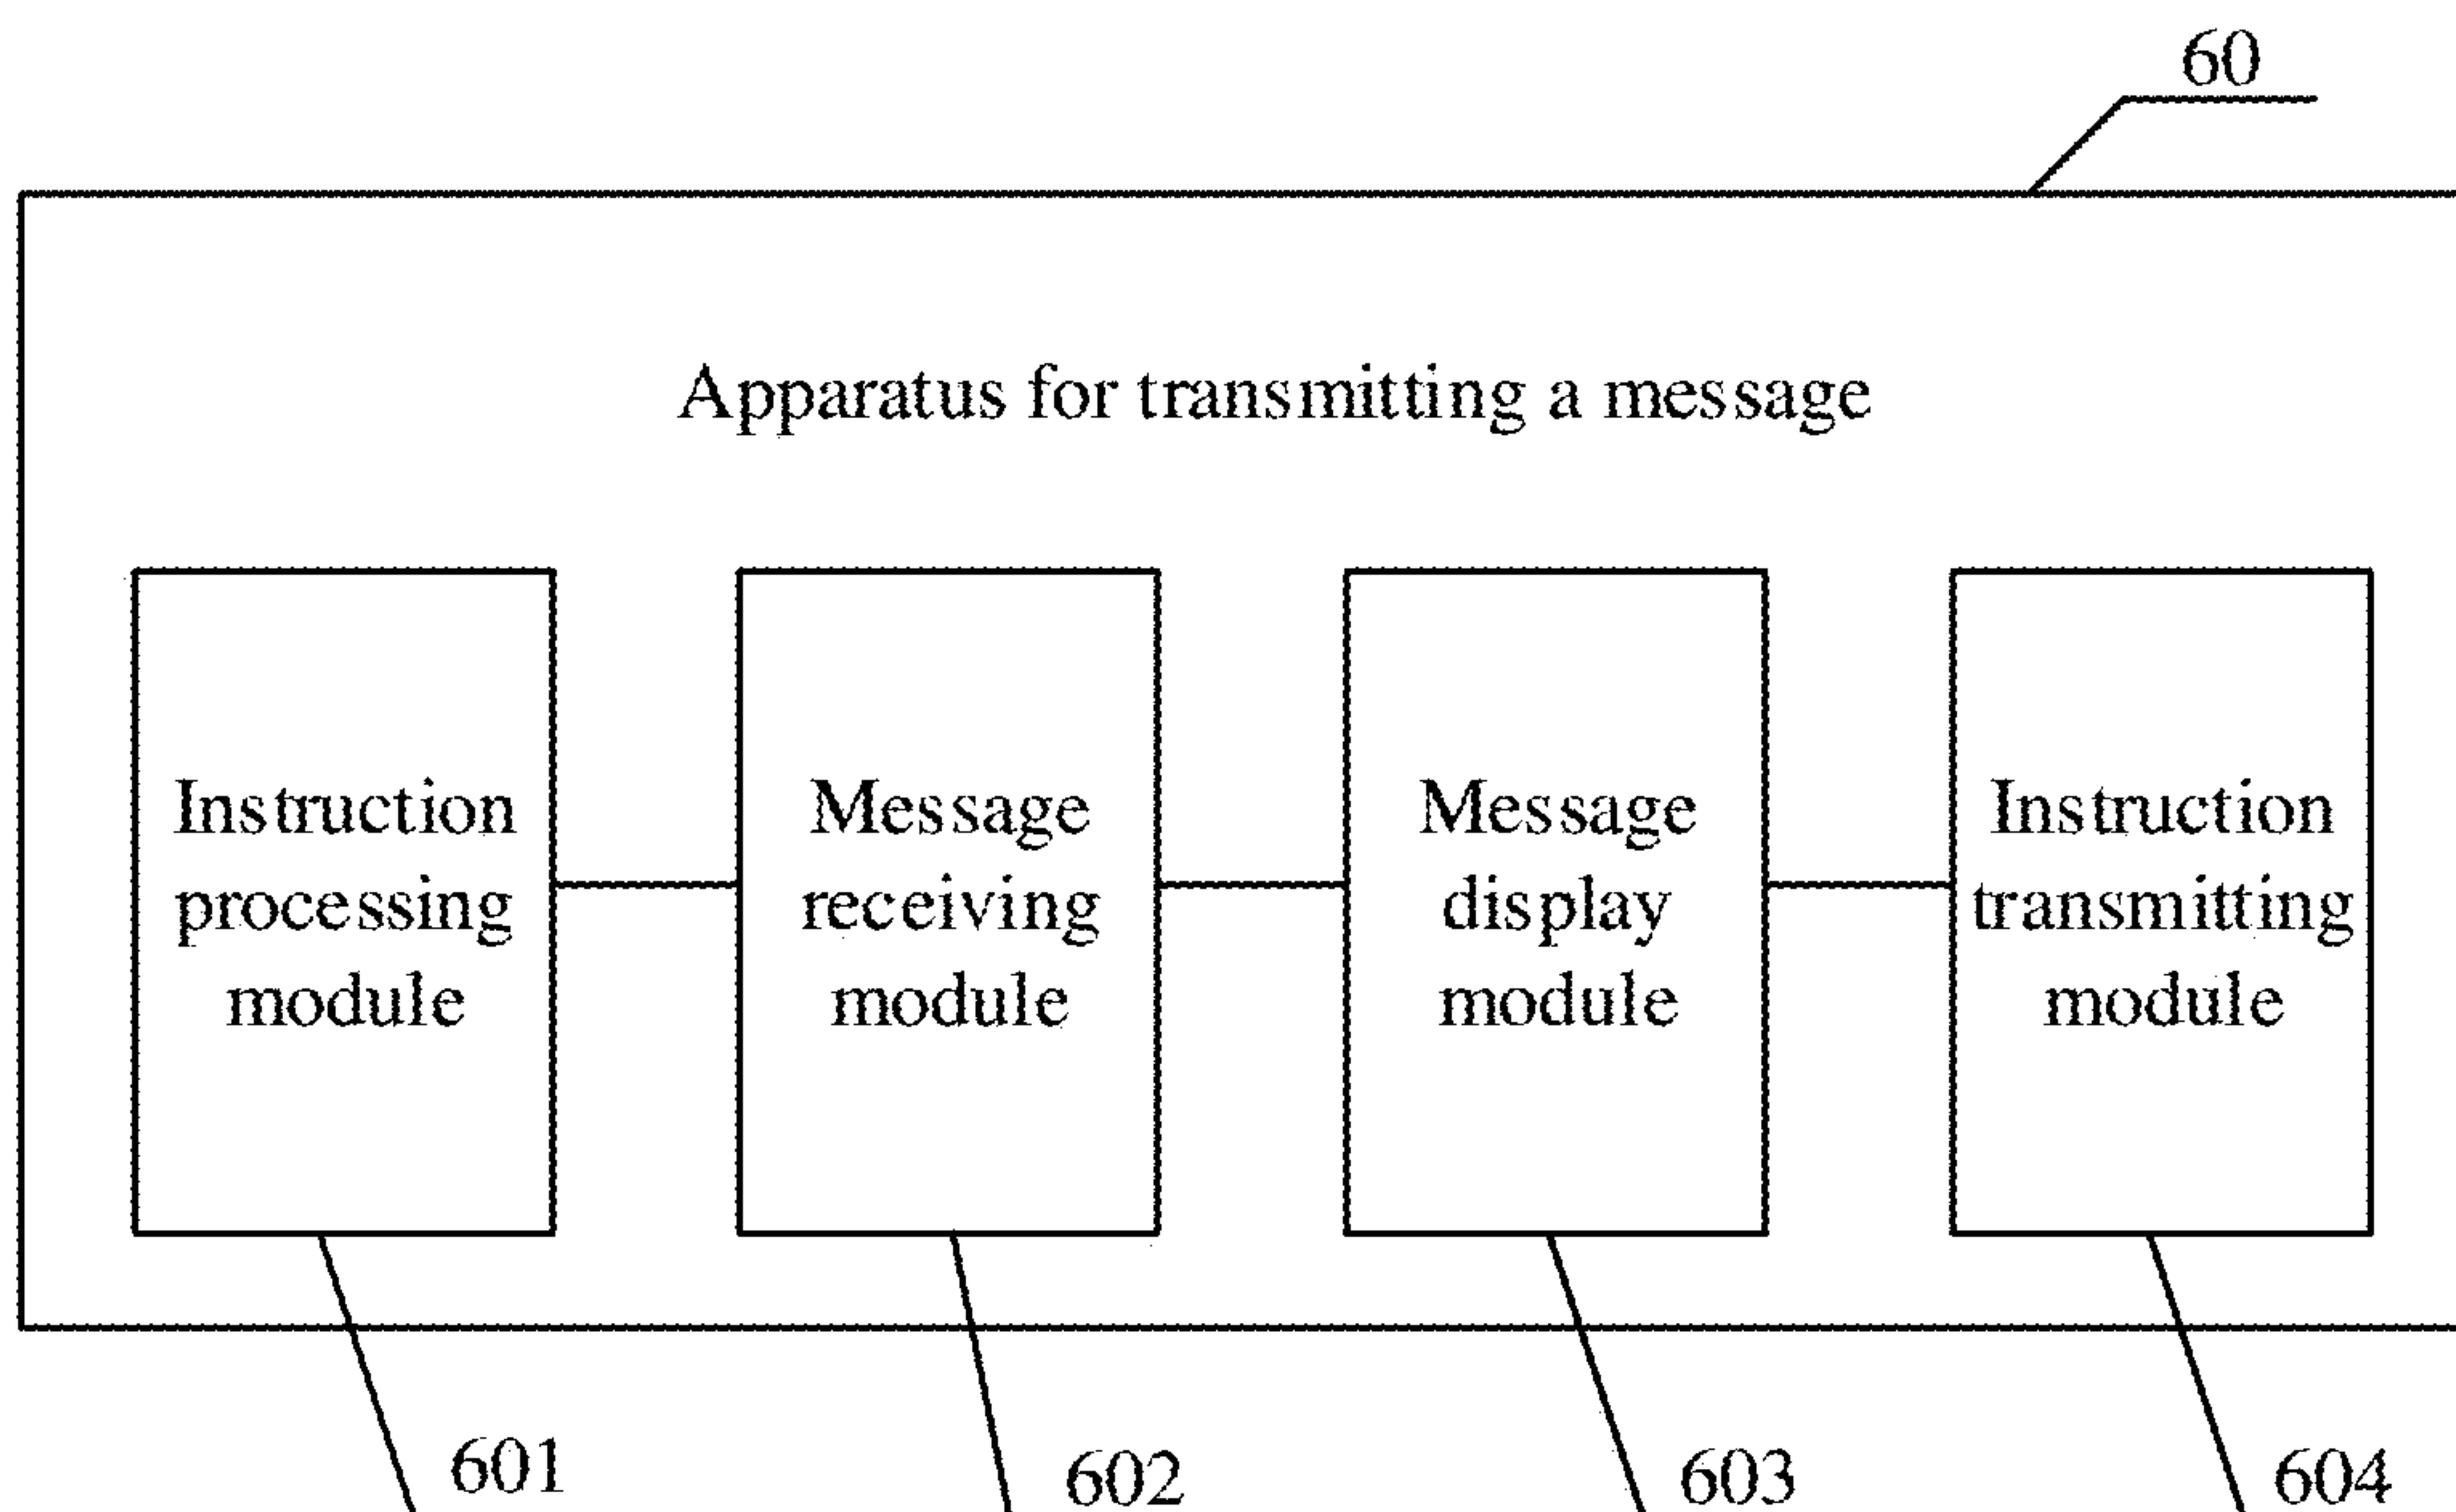 60
Apparatus for transmitting a message
Instruction
processing
module
Message
receiving
module
Message
display
module
Instruction
transmitting
module
601
602
603
604